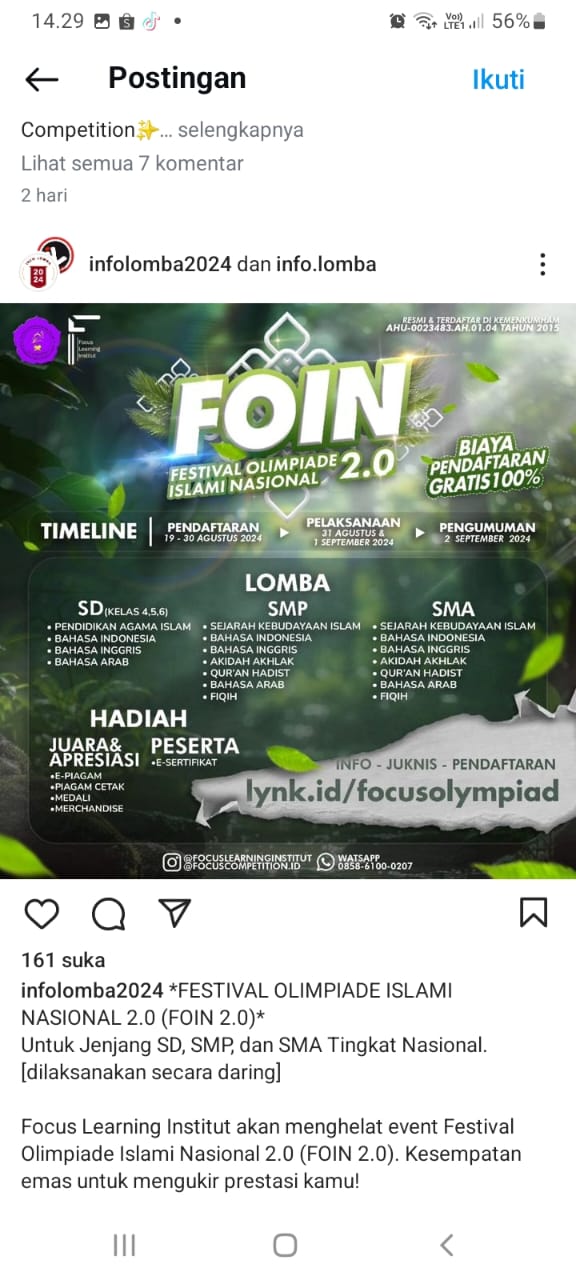 14.29
Vo))
LTE1
56%
Postingan
Ikuti
Competition✨... selengkapnya
Lihat semua 7 komentar
2 hari
infolomba2024 dan info.lomba
INFO LOMBA
2024
Focus
Learning
Institut
RESMI & TERDAFTAR DI KEMENKUMHAM
AHU-0023483.AH.01.04 TAHUN 2015
FOIN
FESTIVAL OLIMPIADE
ISLAMI NASIONAL
2.0
BIAYA
PENDAFTARAN
GRATIS 100%
TIMELINE
PENDAFTARAN
19 - 30 AGUSTUS 2024
PELAKSANAAN
31 AGUSTUS &
1 SEPTEMBER 2024
PENGUMUMAN
2 SEPTEMBER 2024
LOMBA
SD (KELAS 4,5,6)
• PENDIDIKAN AGAMA ISLAM
• BAHASA INDONESIA
• BAHASA INGGRIS
• BAHASA ARAB
SMP
• SEJARAH KEBUDAYAAN ISLAM
• BAHASA INDONESIA
• BAHASA INGGRIS
• AKIDAH AKHLAK
• QUR'AN HADIST
• BAHASA ARAB
• FIQIH
SMA
• SEJARAH KEBUDAYAAN ISLAM
• BAHASA INDONESIA
• BAHASA INGGRIS
• AKIDAH AKHLAK
• QUR'AN HADIST
• BAHASA ARAB
• FIQIH
HADIAH
JUARA&
APRESIASI
•E-PIAGAM
•PIAGAM CETAK
•MEDALI
•MERCHANDISE
PESERTA
•E-SERTIFIKAT
INFO - JUKNIS - PENDAFTARAN
lynk.id/focusolympiad
@FOCUSLEARNINGINSTITUT
@FOCUSCOMPETITION.ID
WATSAPP
0858-6100-0207
161 suka
infolomba2024 *FESTIVAL OLIMPIADE ISLAMI
NASIONAL 2.0 (FOIN 2.0)*
Untuk Jenjang SD, SMP, dan SMA Tingkat Nasional.
[dilaksanakan secara daring]
Focus Learning Institut akan menghelat event Festival
Olimpiade Islami Nasional 2.0 (FOIN 2.0). Kesempatan
emas untuk mengukir prestasi kamu!